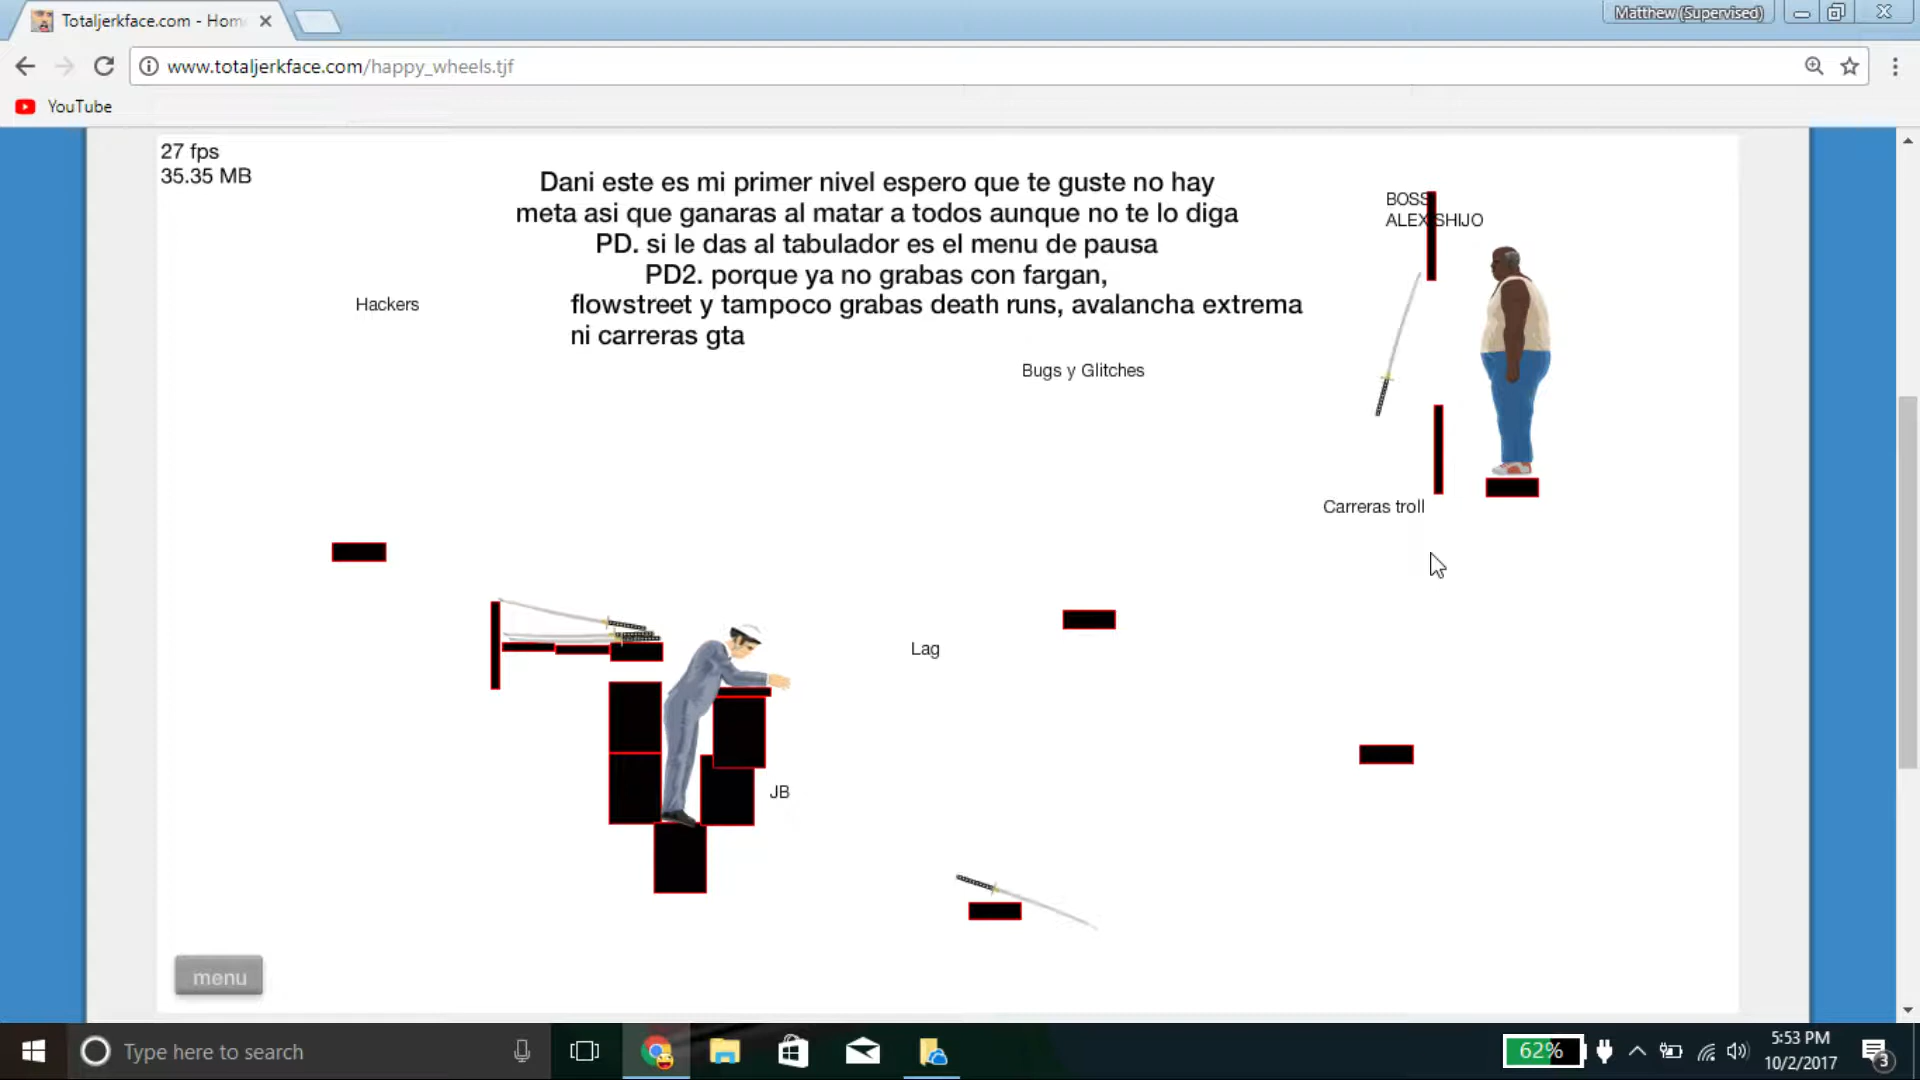 Totaljerkface.com - Hom
Matthew (Supervised)
www.totaljerkface.com/happy_wheels.tjf
YouTube
27 fps
35.35 MB
Dani este es mi primer nivel espero que te guste no hay
meta asi que ganaras al matar a todos aunque no te lo diga
PD. si le das al tabulador es el menu de pausa
PD2. porque ya no grabas con fargan,
flowstreet y tampoco grabas death runs, avalancha extrema
ni carreras gta
BOSS
ALEX SHIJO
Hackers
Bugs y Glitches
Carreras troll
Lag
JB
menu
Type here to search
62%
5:53 PM
10/2/2017
3